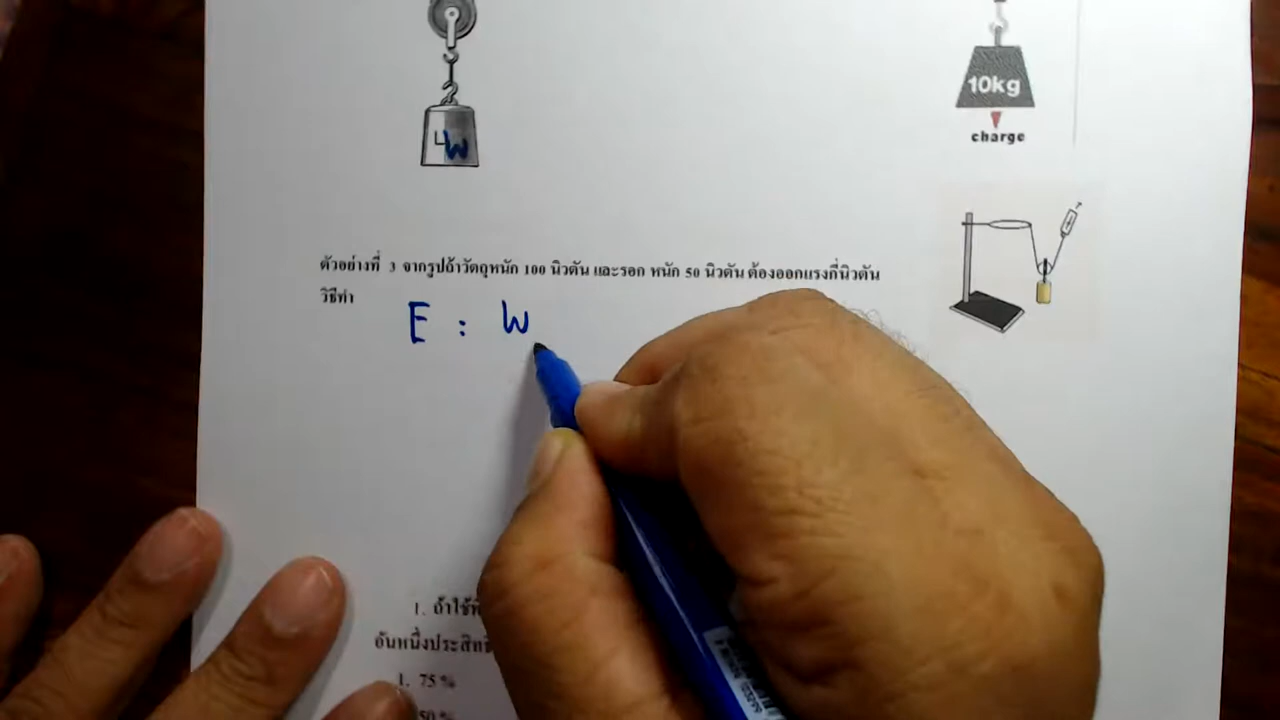 W
10kg
charge
ตัวอย่างที่ 3 จากรูปถ้าวัตถุหนัก 100 นิวตัน และรอก หนัก 50 นิวตัน ต้องออกแรงกี่นิวตัน
วิธีทำ
E : W
1. ถ้าใช้
อันหนึ่งประสิทธิ
1. 75 %
50 %